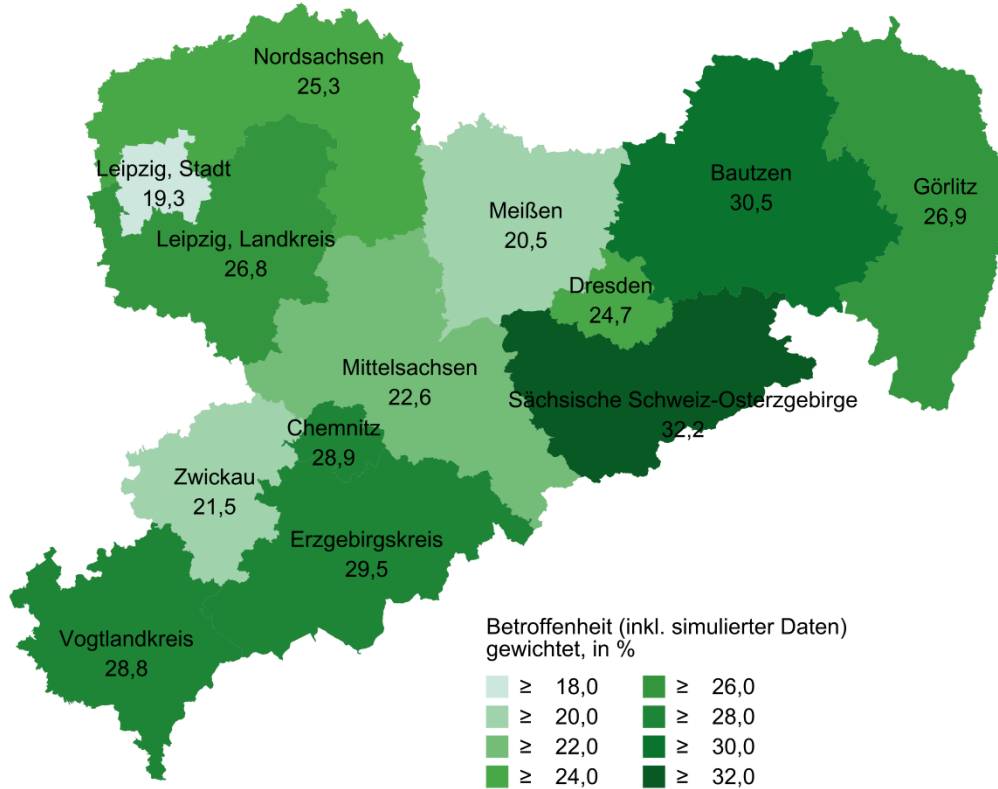 Nordsachsen
25,3
Leipzig, Stadt
19,3
Leipzig, Landkreis
26,8
Meißen
20,5
Bautzen
30,5
Görlitz
26,9
Dresden
24,7
Mittelsachsen
22,6
Sächsische Schweiz-Osterzgebirge
32,2
Chemnitz
28,9
Zwickau
21,5
Erzgebirgskreis
29,5
Vogtlandkreis
28,8
Betroffenheit (inkl. simulierter Daten)
gewichtet, in %
≥ 18,0
≥ 20,0
≥ 22,0
≥ 24,0
≥ 26,0
≥ 28,0
≥ 30,0
≥ 32,0